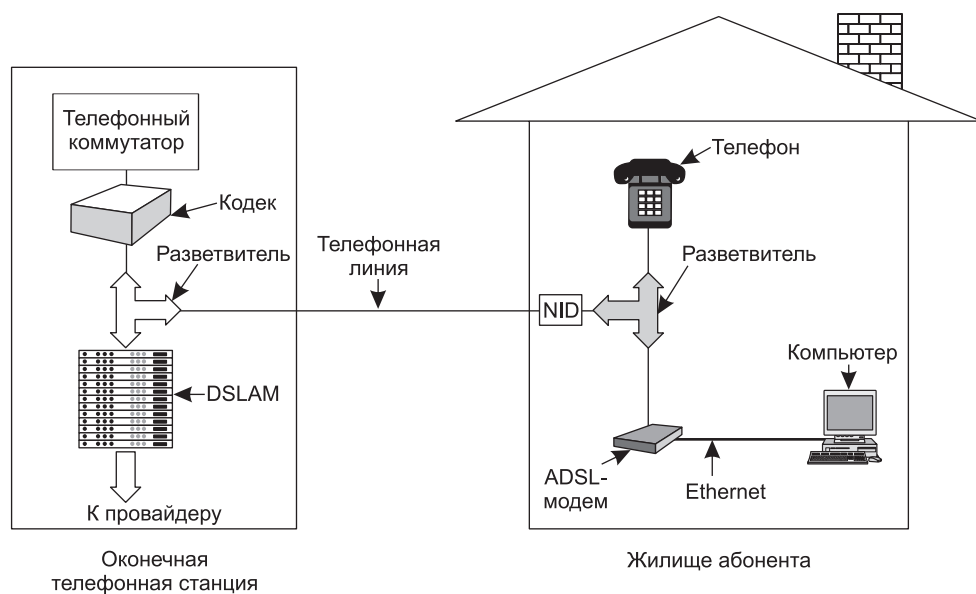 Телефонный
коммутатор
Кодек
Разветвитель
DSLAM
К провайдеру
Оконечная
телефонная станция
Телефонная
линия
NID
Телефон
Разветвитель
Компьютер
ADSL-
модем
Ethernet
Жилище абонента